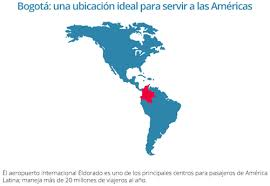 Bogotá: una ubicación ideal para servir a las Américas
El aeropuerto internacional Eldorado es uno de los principales centros para pasajeros de América
Latina; maneja más de 20 millones de viajeros al año.